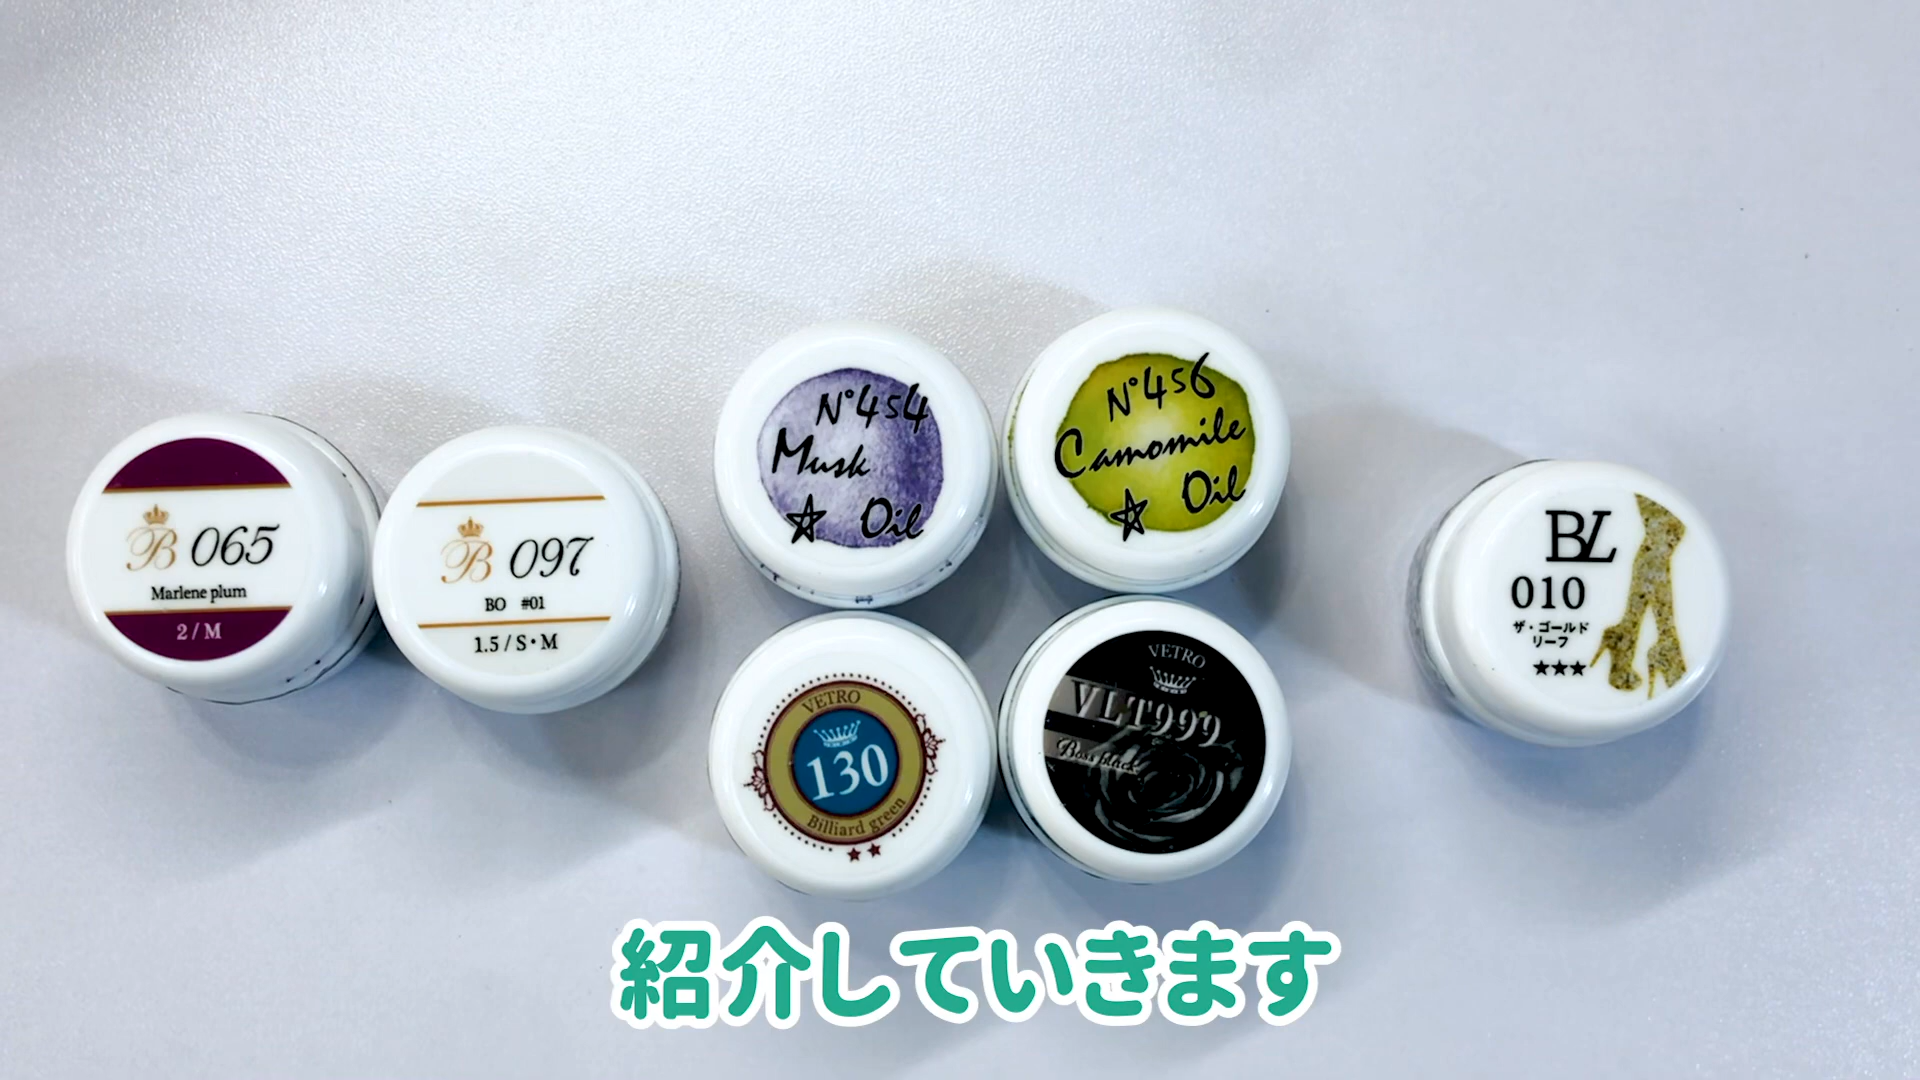 B 065
Marlene plum
2 / M
B 097
BO #01
1.5 / S・M
N°454
Musk
Oil
N°456
Camomile
Oil
VETRO
130
Billiard green
★★
VETRO
VLT999
Boss black
BL
010
ザ・ゴールド
リーフ
★★★
紹介していきます